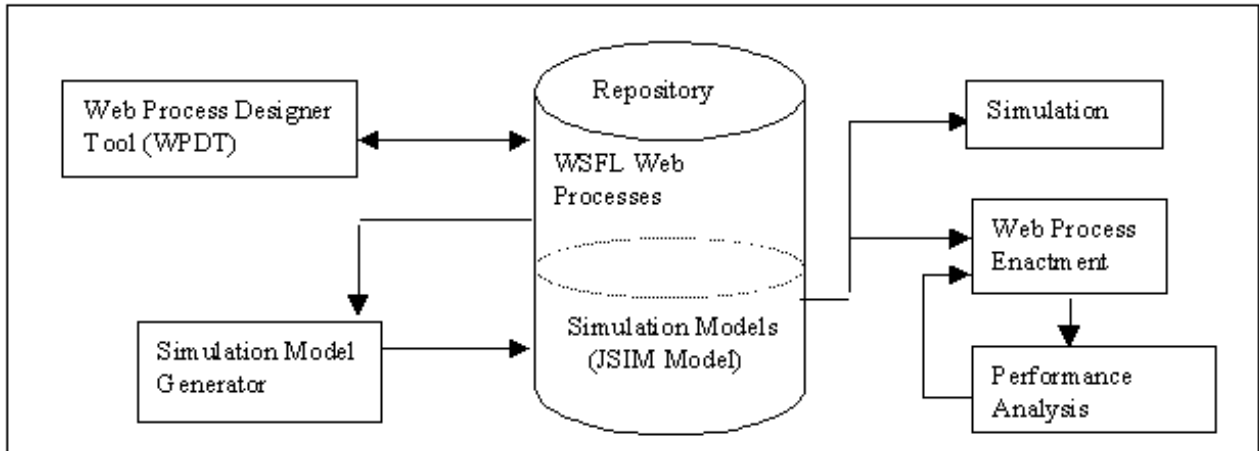 Web Process Designer
Tool (WPDT)
Repository
WSFL Web
Processes
Simulation Models
(JSIM Model)
Simulation Model
Generator
Simulation
Web Process
Enactment
Performance
Analysis